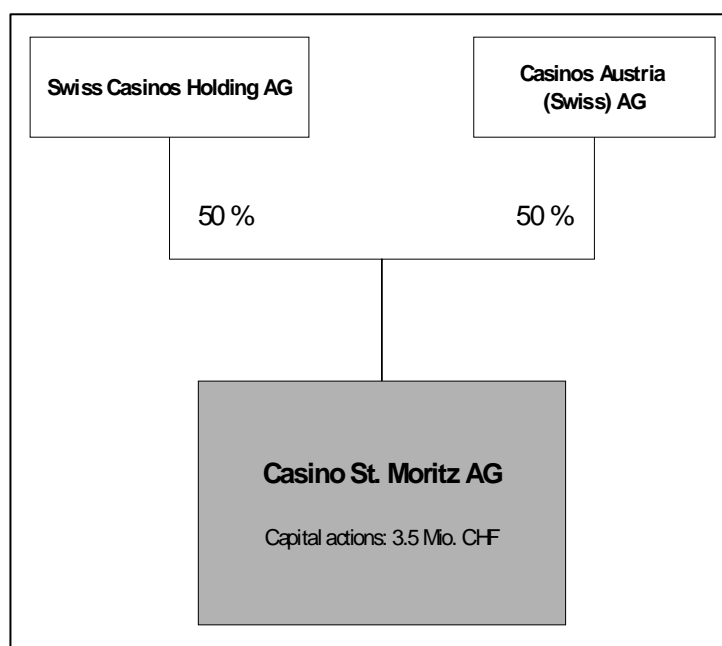 Swiss Casinos Holding AG
Casinos Austria
(Swiss) AG
50 %
50 %
Casino St. Moritz AG
Capital actions: 3.5 Mio. CHF